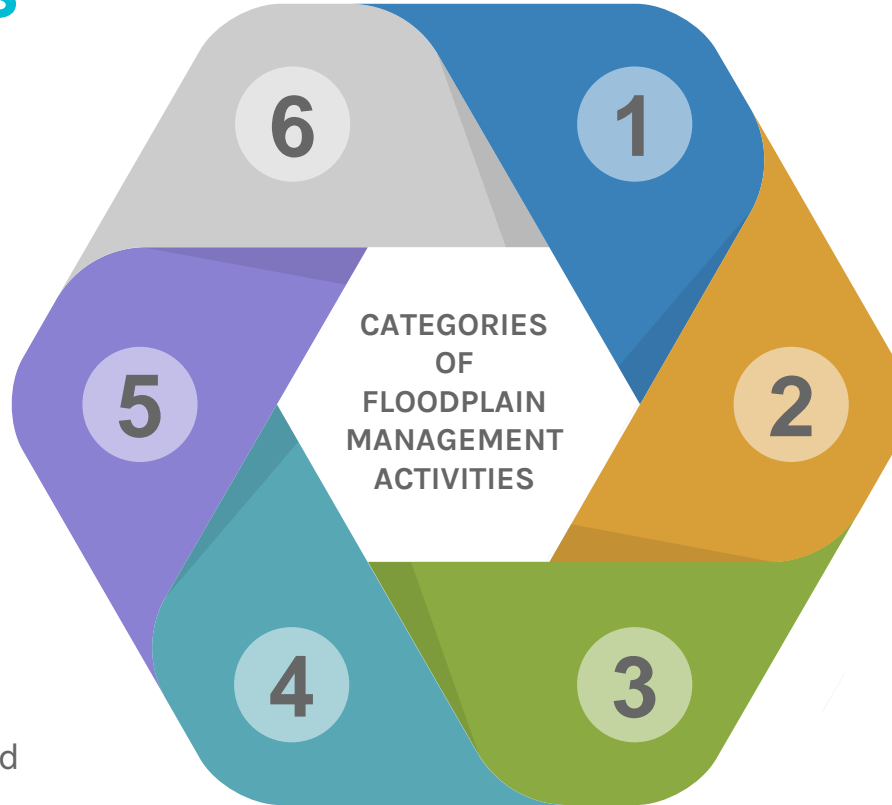 6
1
CATEGORIES
OF
FLOODPLAIN
MANAGEMENT
ACTIVITIES
5
2
4
3